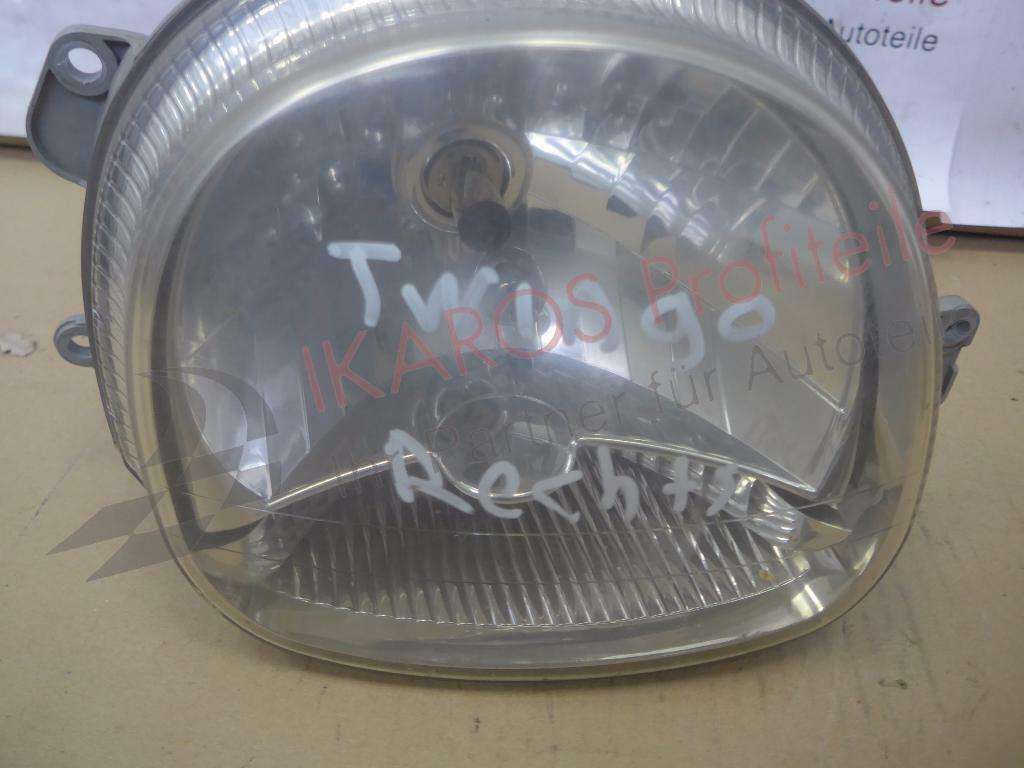 Autoteile
Twingo
IKAROS Profiteile
Ihr Partner für Autoteile
Rechts